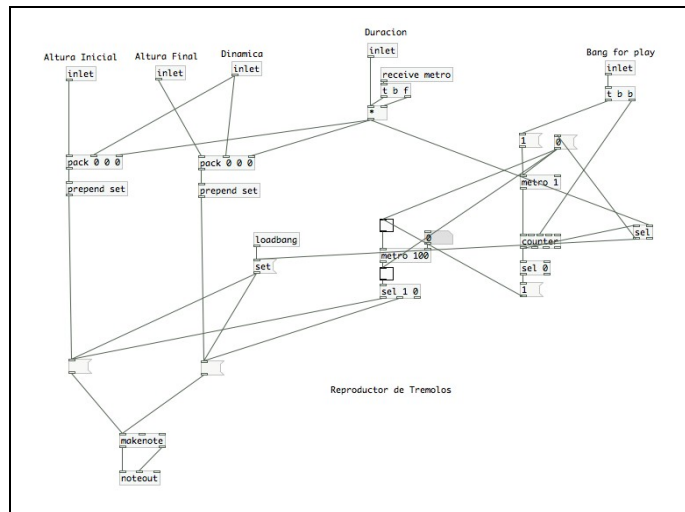 Duracion
Altura Inicial
Altura Final
Dinamica
Bang for play
inlet
inlet
inlet
inlet
inlet
receive metro
t b f
t b b
*
1
0
pack 0 0 0
pack 0 0 0
metro 1
prepend set
prepend set
sel
loadbang
0
counter
metro 100
set
sel 0
sel 1 0
1
Reproductor de Tremolos
makenote
noteout